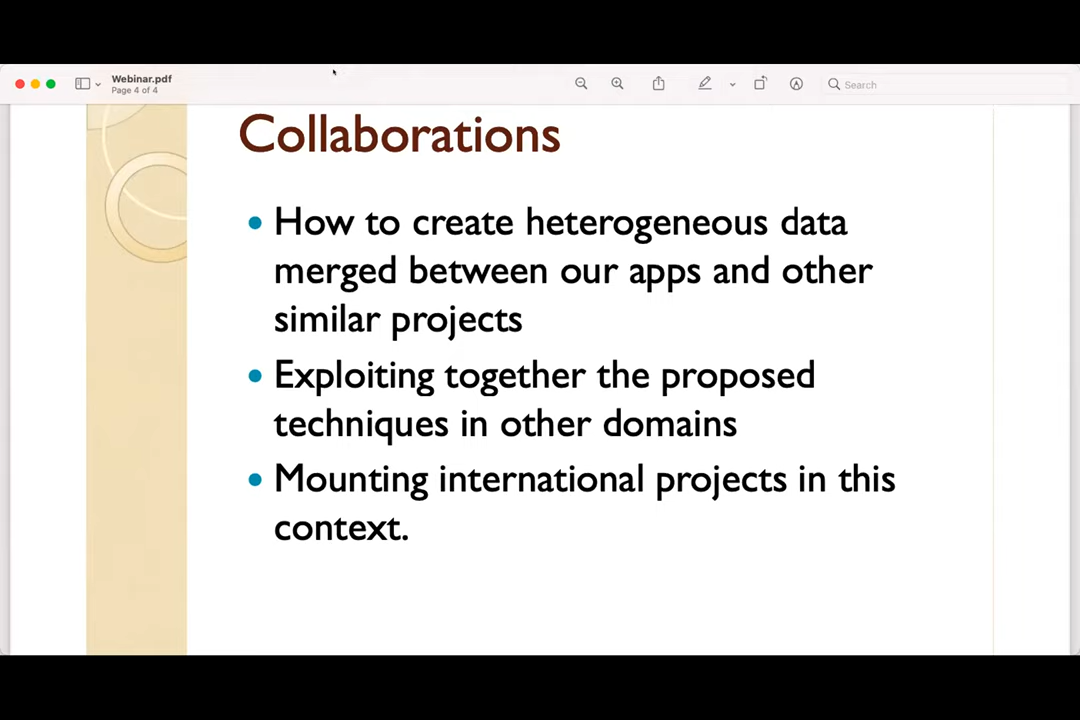 Webinar.pdf
Page 4 of 4
Search
Collaborations
• How to create heterogeneous data
merged between our apps and other
similar projects
• Exploiting together the proposed
techniques in other domains
• Mounting international projects in this
context.